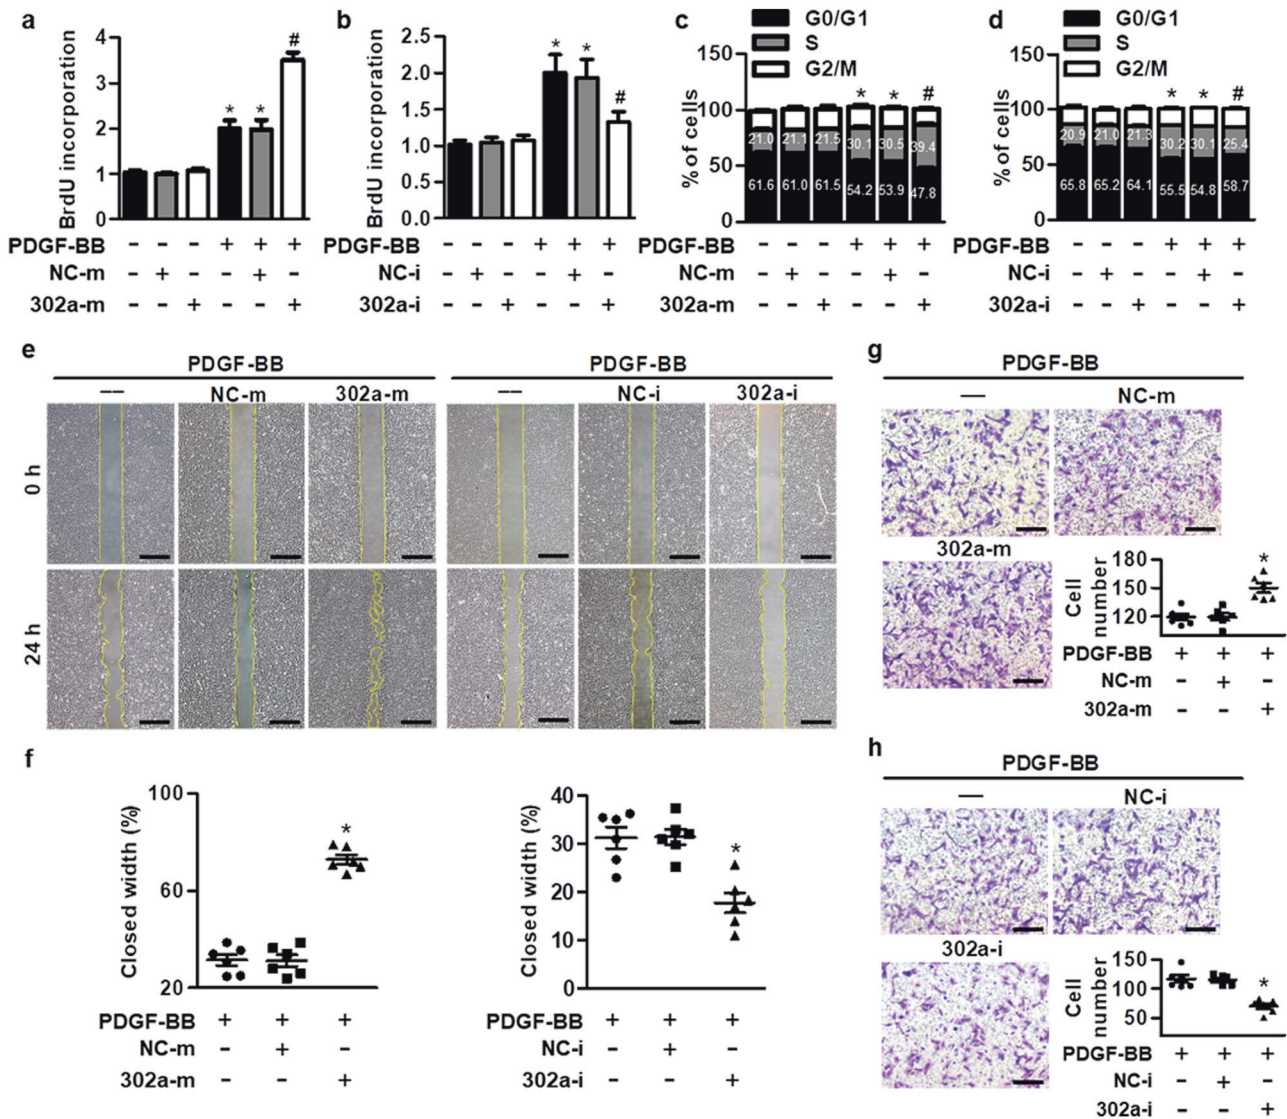 a
BrdU incorporation
4
3
2
1
0
*
*
#
PDGF-BB - - - + + +
NC-m - + - - + -
302a-m - - + - - +
b
BrdU incorporation
2.5
2.0
1.5
1.0
0.5
0.0
*
*
#
PDGF-BB - - - + + +
NC-i - + - - + -
302a-i - - + - - +
c
G0/G1
S
G2/M
% of cells
150
100
50
0
* * #
21.0 21.1 21.5 30.1 30.5 39.4
61.6 61.0 61.5 54.2 53.9 47.8
PDGF-BB - - - + + +
NC-m - + - - + -
302a-m - - + - - +
d
G0/G1
S
G2/M
% of cells
150
100
50
0
* * #
20.9 21.0 21.3 30.2 30.1 25.4
65.8 65.2 64.1 55.5 54.8 58.7
PDGF-BB - - - + + +
NC-i - + - - + -
302a-i - - + - - +
e
PDGF-BB
— NC-m 302a-m
PDGF-BB
— NC-i 302a-i
0 h
24 h
f
Closed width (%)
100
60
20
*
PDGF-BB + + +
NC-m - + -
302a-m - - +
Closed width (%)
40
30
20
10
0
*
PDGF-BB + + +
NC-i - + -
302a-i - - +
g
PDGF-BB
— NC-m
302a-m
Cell number
180
150
120
*
PDGF-BB + + +
NC-m - + -
302a-m - - +
h
PDGF-BB
— NC-i
302a-i
Cell number
150
100
50
*
PDGF-BB + + +
NC-i - + -
302a-i - - +